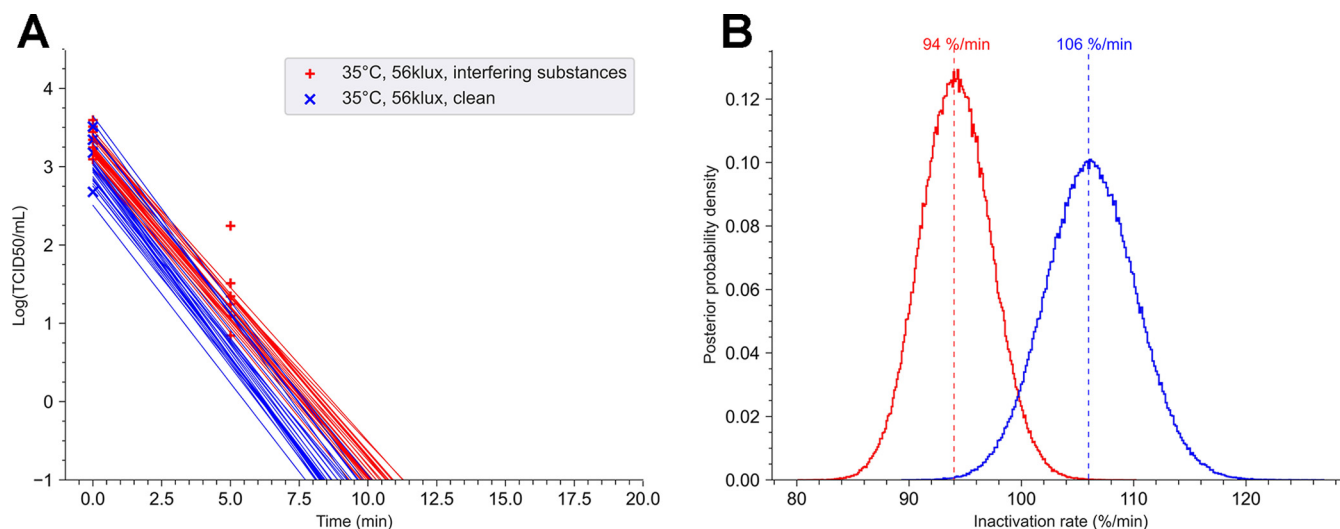 A
Log(TCID50/mL)
4
3
2
1
0
−1
0.0 2.5 5.0 7.5 10.0 12.5 15.0 17.5 20.0
Time (min)
35°C, 56klux, interfering substances
35°C, 56klux, clean
B
94 %/min 106 %/min
Posterior probability density
0.12
0.10
0.08
0.06
0.04
0.02
0.00
80 90 100 110 120
Inactivation rate (%/min)